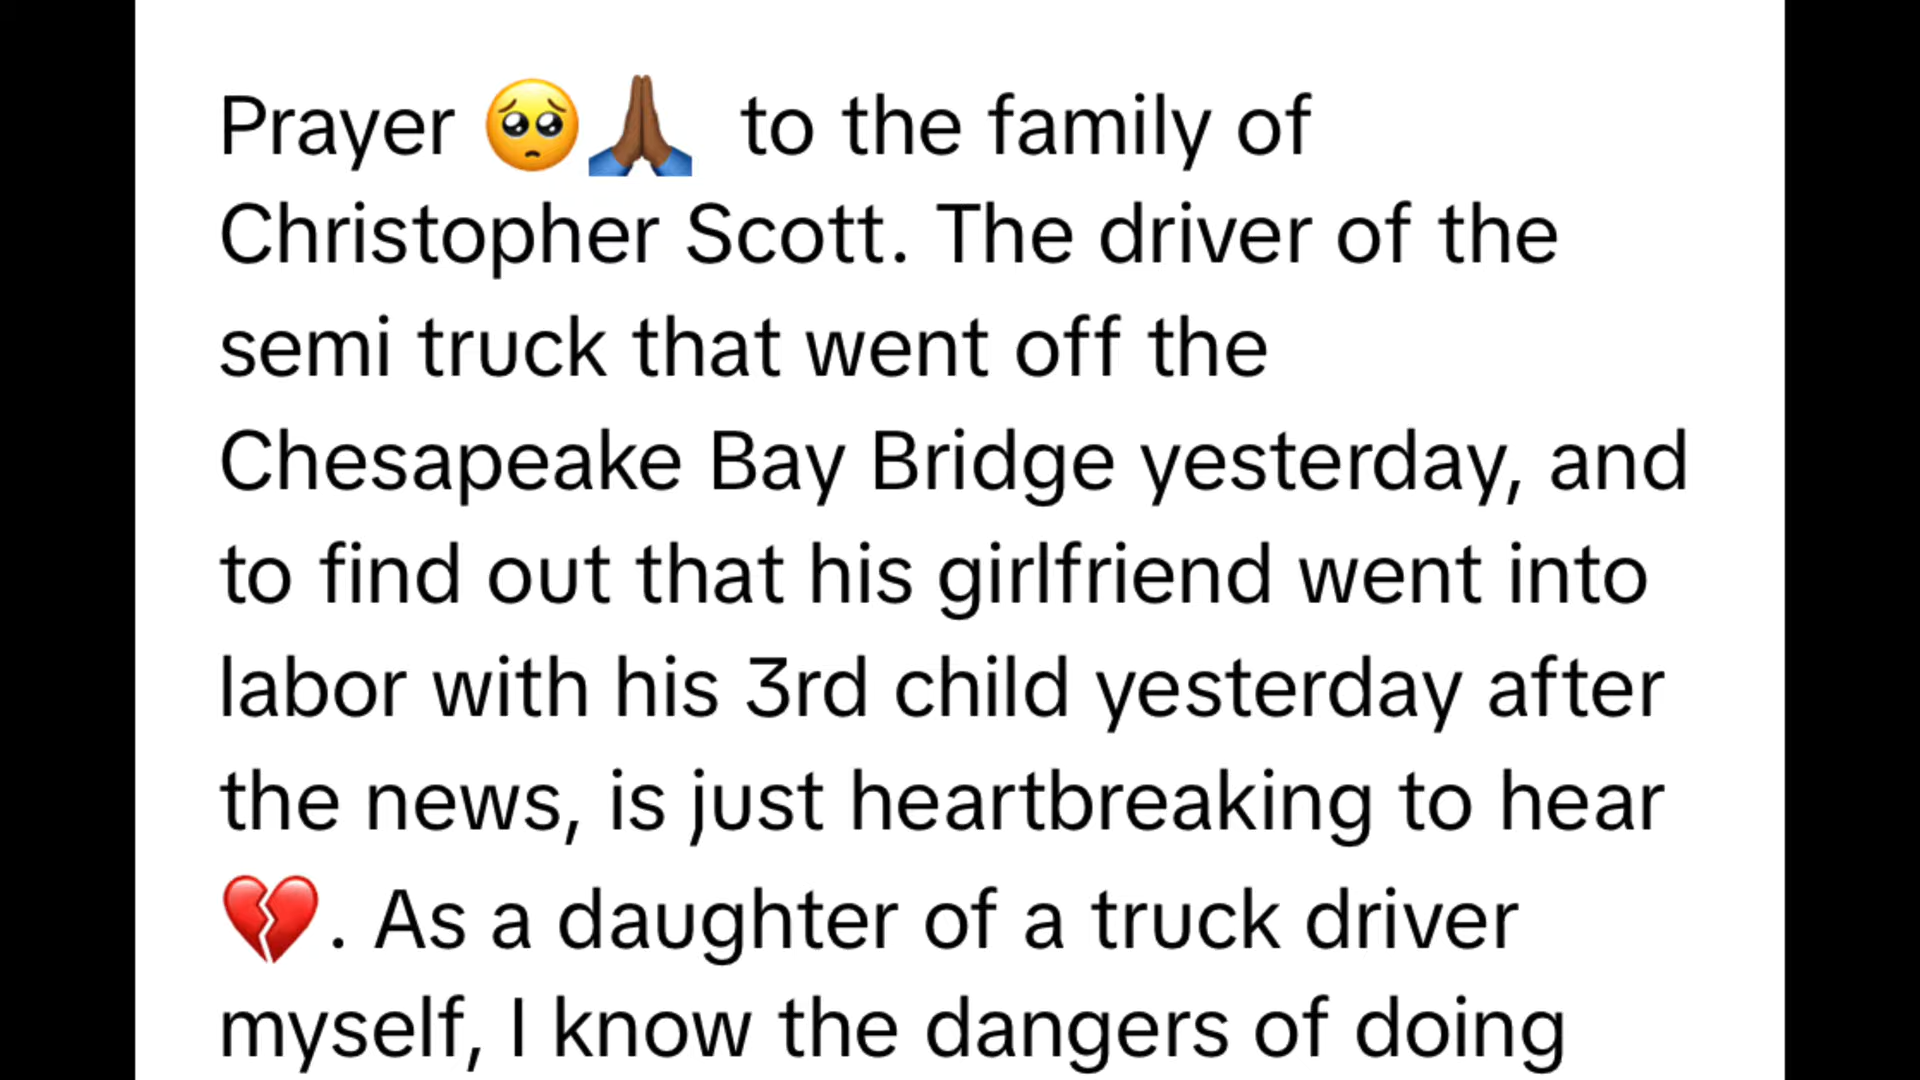 Prayer 🥺🙏🏾 to the family of
Christopher Scott. The driver of the
semi truck that went off the
Chesapeake Bay Bridge yesterday, and
to find out that his girlfriend went into
labor with his 3rd child yesterday after
the news, is just heartbreaking to hear
💔. As a daughter of a truck driver
myself, I know the dangers of doing